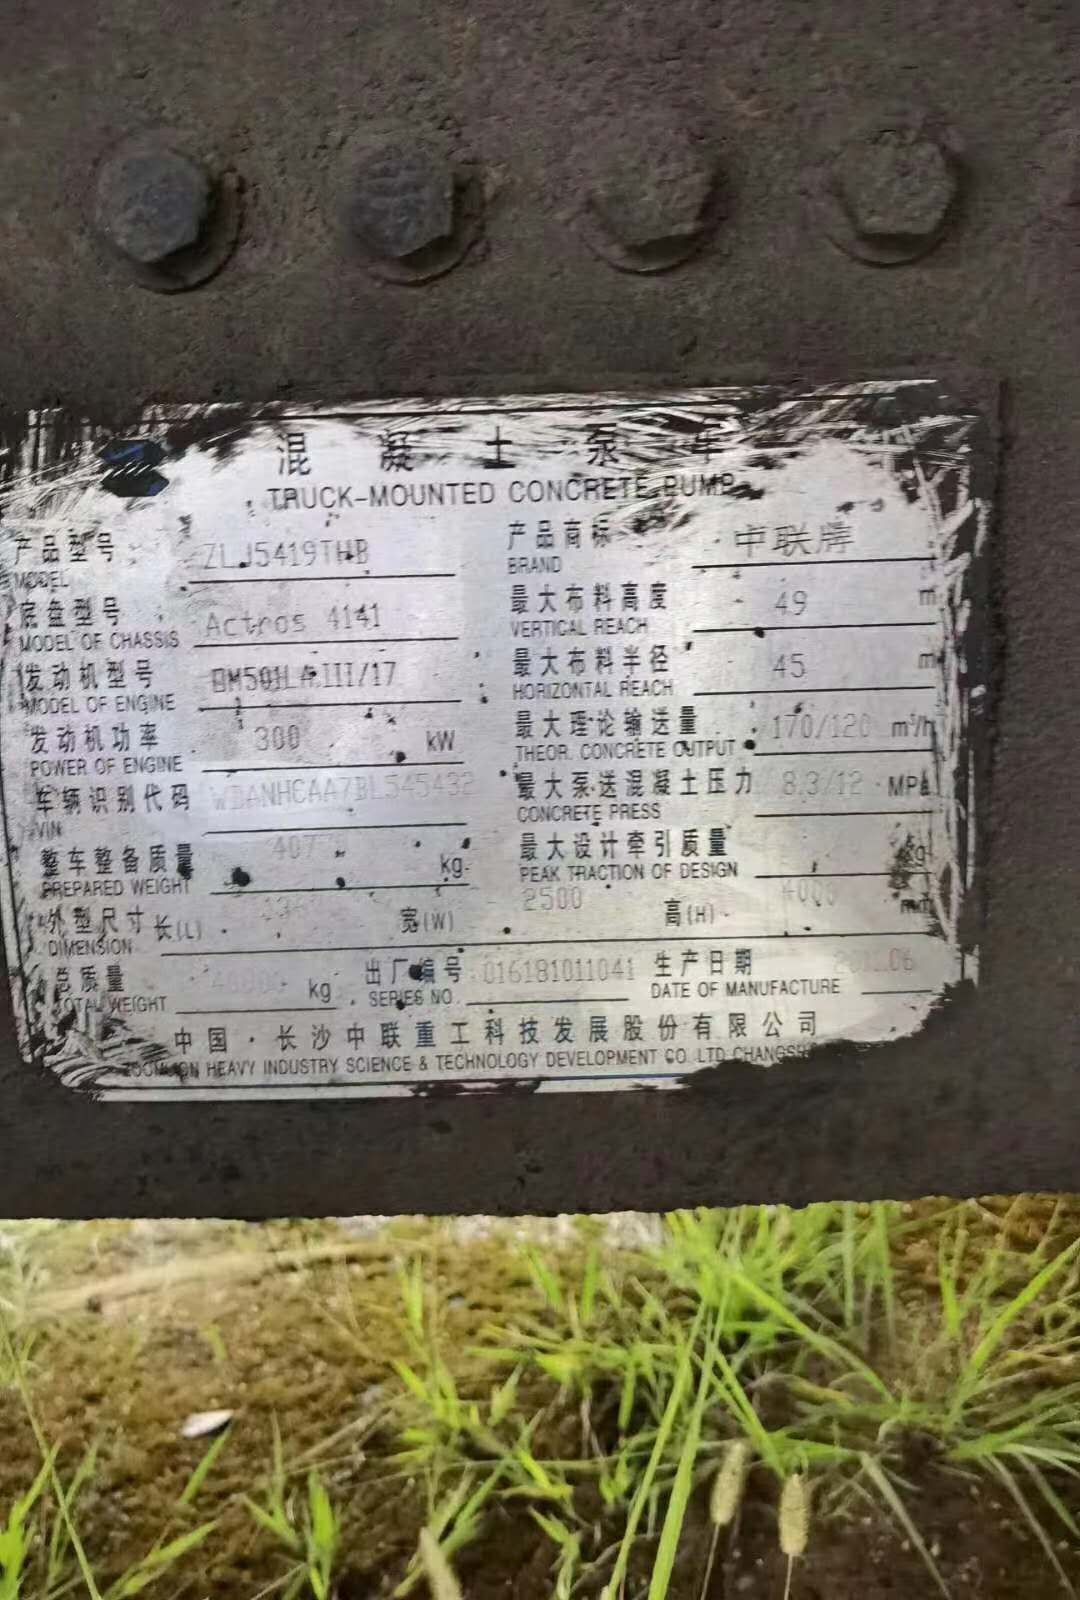 混凝土泵车
TRUCK-MOUNTED CONCRETE PUMP
产品型号 ZLJ5419THB 产品商标 中联牌
MODEL BRAND
底盘型号 Actros 4141 最大布料高度 49 m
MODEL OF CHASSIS VERTICAL REACH
发动机型号 OM501LA.III/17 最大布料半径 45 m
MODEL OF ENGINE HORIZONTAL REACH
发动机功率 300 kW 最大理论输送量 170/120 m³/h
POWER OF ENGINE THEOR. CONCRETE OUTPUT
车辆识别代码 最大泵送混凝土压力 8.3/12 MPa
VIN CONCRETE PRESS
整车整备质量 kg 最大设计牵引质量 kg
PREPARED WEIGHT PEAK TRACTION OF DESIGN
外型尺寸 长(L) 宽(W) 2500 高(H) 4000 mm
DIMENSION
总质量 kg 出厂编号 016181011041 生产日期
TOTAL WEIGHT SERIES NO. DATE OF MANUFACTURE
中国·长沙中联重工科技发展股份有限公司
ZOOMLION HEAVY INDUSTRY SCIENCE & TECHNOLOGY DEVELOPMENT CO. LTD